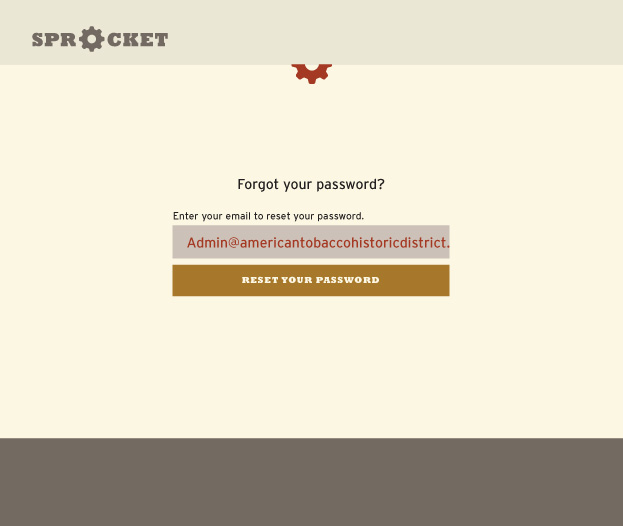 SPROCKET
Forgot your password?
Enter your email to reset your password.
Admin@americantobaccohistoricdistrict.
RESET YOUR PASSWORD